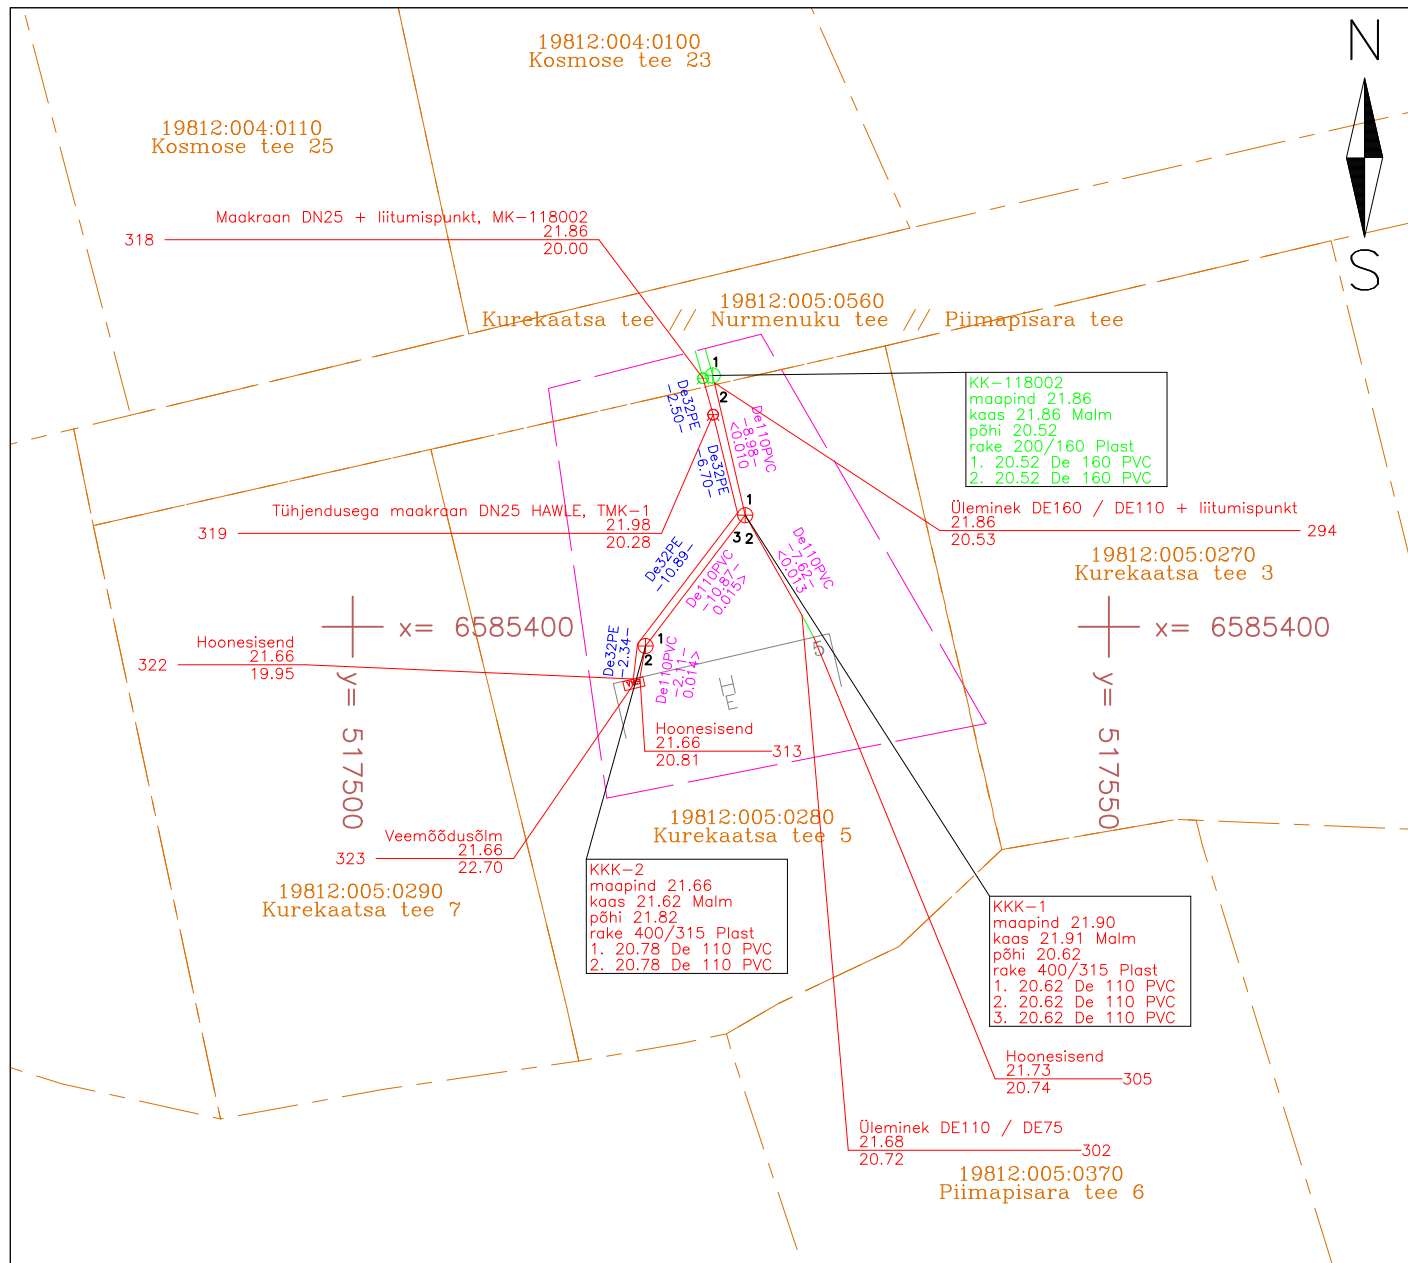 19812:004:0100
Kosmose tee 23
N
19812:004:0110
Kosmose tee 25
Maakraan DN25 + liitumispunkt, MK-118002
21.86
20.00
318
S
19812:005:0560
Kurekaatsa tee // Nurmenuku tee // Piimapisara tee
1
2
KK-118002
maapind 21.86
kaas 21.86 Malm
põhi 20.52
rake 200/160 Plast
1. 20.52 De 160 PVC
2. 20.52 De 160 PVC
De32PE
-2.50-
De110PVC
-8.98-
<0.010
De32PE
-6.70-
Tühjendusega maakraan DN25 HAWLE, TMK-1
21.98
20.28
319
Üleminek DE160 / DE110 + liitumispunkt
21.86
20.53
294
1
3 2
De32PE
-10.89-
De110PVC
-10.87-
0.015>
De110PVC
-7.62-
<0.013
19812:005:0270
Kurekaatsa tee 3
x= 6585400
y= 517500
x= 6585400
y= 517550
Hoonesisend
21.66
19.95
322
De32PE
-2.34-
1
2
De110PVC
-2.11-
0.014>
5
HE
Hoonesisend
21.66
20.81
313
19812:005:0280
Kurekaatsa tee 5
Veemõõdusõlm
21.66
22.70
323
19812:005:0290
Kurekaatsa tee 7
KKK-2
maapind 21.66
kaas 21.62 Malm
põhi 21.82
rake 400/315 Plast
1. 20.78 De 110 PVC
2. 20.78 De 110 PVC
KKK-1
maapind 21.90
kaas 21.91 Malm
põhi 20.62
rake 400/315 Plast
1. 20.62 De 110 PVC
2. 20.62 De 110 PVC
3. 20.62 De 110 PVC
Hoonesisend
21.73
20.74
305
Üleminek DE110 / DE75
21.68
20.72
302
19812:005:0370
Piimapisara tee 6